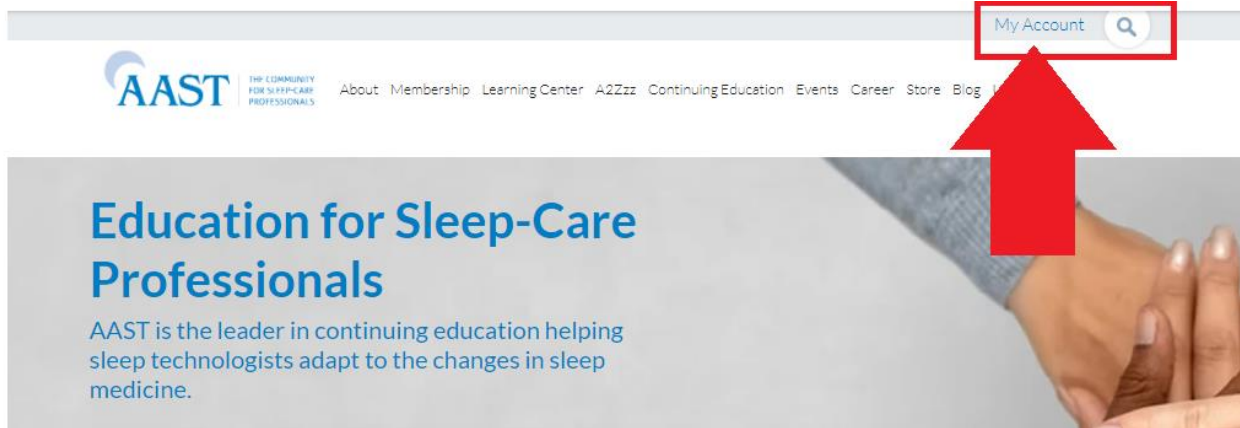 My Account
AAST
THE COMMUNITY
FOR SLEEP-CARE
PROFESSIONALS
About Membership Learning Center A2Zzz Continuing Education Events Career Store Blog
Education for Sleep-Care
Professionals
AAST is the leader in continuing education helping
sleep technologists adapt to the changes in sleep
medicine.